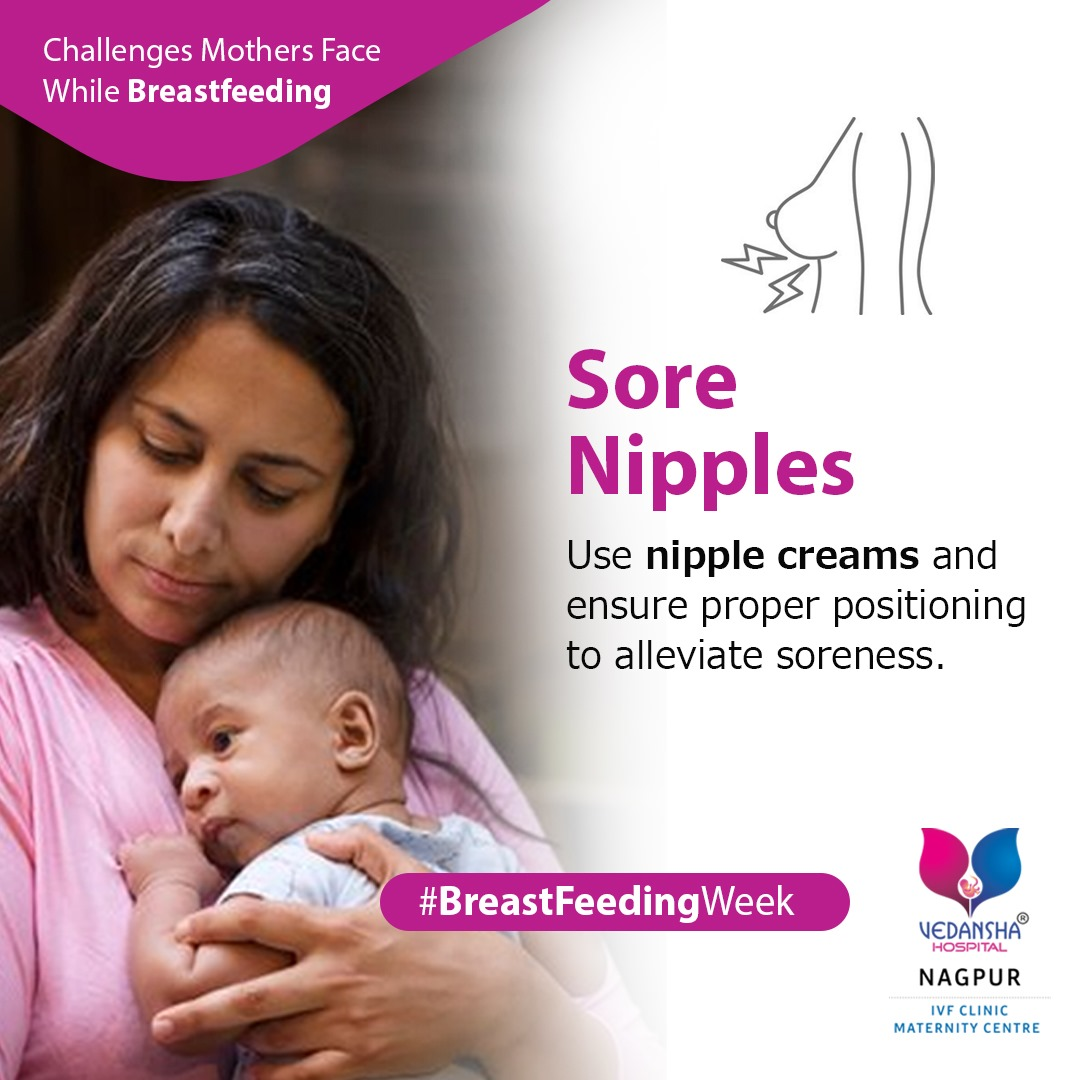 Challenges Mothers Face
While Breastfeeding
Sore
Nipples
Use nipple creams and
ensure proper positioning
to alleviate soreness.
#BreastFeedingWeek
VEDANSHA®
HOSPITAL
NAGPUR
IVF CLINIC
MATERNITY CENTRE